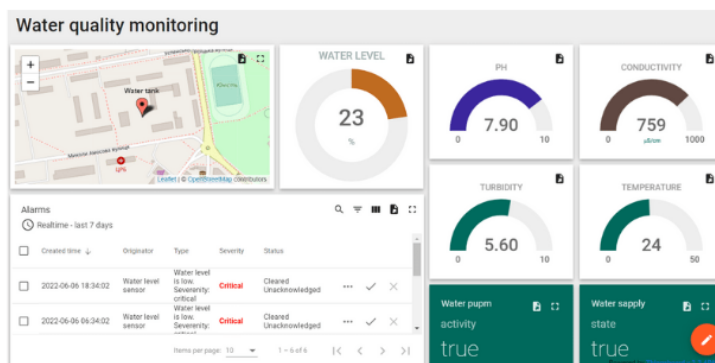 Water quality monitoring
+
−
Water tank
Микола Амосова вулиця
Leaflet | © OpenStreetMap contributors
WATER LEVEL
23
%
PH
7.90
0 10
CONDUCTIVITY
759
µS/cm
0 1000
TURBIDITY
5.60
0 10
TEMPERATURE
24
0 50
Alarms
Realtime - last 7 days
Created time ↓ Originator Type Severity Status
2022-06-06 18:34:02 Water level sensor Water level is low. Severenity: critical Critical Cleared Unacknowledged
2022-06-06 06:34:02 Water level sensor Water level is low. Severenity: critical Critical Cleared Unacknowledged
Items per page: 10 1 – 6 of 6
Water pupm
activity
true
Water sapply
state
true